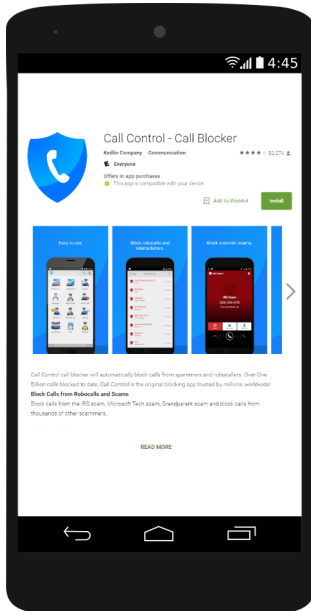 4:45
Call Control - Call Blocker
Kedlin Company Communication
82,274
Everyone
Offers in-app purchases
This app is compatible with your device.
Add to Wishlist
Install
Easy to use
Block robocalls and
telemarketers.
Block common scams.
IRS Scam
Call Control call blocker will automatically block calls from spammers and robocallers. Over One
Billion calls blocked to date, Call Control is the original blocking app trusted by millions worldwide!
Block Calls from Robocalls and Scams
Block calls from the IRS scam, Microsoft Tech scam, Grandparent scam and block calls from
thousands of other scammers.
READ MORE